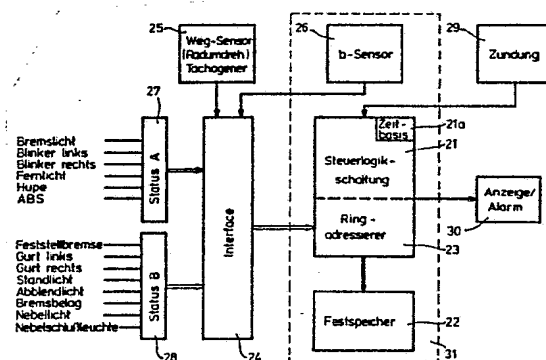 25
Weg-Sensor
(Radumdreh)
Tachogener
26
b-Sensor
29
Zündung
27
Status A
Bremslicht
Blinker links
Blinker rechts
Fernlicht
Hupe
ABS
Interface
24
Zeit-
basis
21a
21
Steuerlogik-
schaltung
Ring-
adressierer
23
Anzeige/
Alarm
30
Feststellbremse
Gurt links
Gurt rechts
Standlicht
Abblendlicht
Bremsbelag
Nebellicht
Nebelschlußleuchte
Status B
28
Festspeicher
22
31